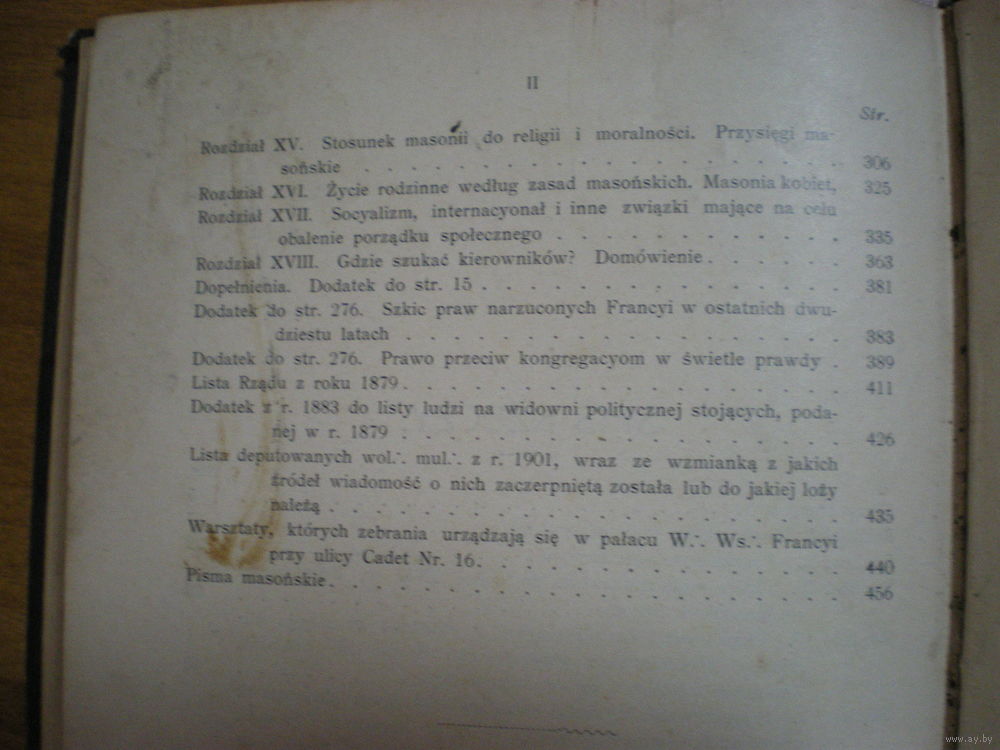 II
Str.
Rozdział XV. Stosunek masonii do religii i moralności. Przysięgi ma-
sońskie . . . . . . . . . . . . . . . . 306
Rozdział XVI. Życie rodzinne według zasad masońskich. Masonia kobiet, 325
Rozdział XVII. Socyalizm, internacyonał i inne związki mające na celu
obalenie porządku społecznego . . . . . . . . . . . 335
Rozdział XVIII. Gdzie szukać kierowników? Domówienie . . . . . 363
Dopełnienia. Dodatek do str. 15 . . . . . . . . . . . . . . 381
Dodatek do str. 276. Szkic praw narzuconych Francyi w ostatnich dwu-
dziestu latach . . . . . . . . . . . . . . . 383
Dodatek do str. 276. Prawo przeciw kongregacyom w świetle prawdy . 389
Lista Rządu z roku 1879 . . . . . . . . . . . . . . . . 411
Dodatek z r. 1883 do listy ludzi na widowni politycznej stojących, poda-
nej w r. 1879 . . . . . . . . . . . . . . . 426
Lista deputowanych wol.·. mul.·. z r. 1901, wraz ze wzmianką z jakich
źródeł wiadomość o nich zaczerpniętą została lub do jakiej loży
należą . . . . . . . . . . . . . . . . . . 435
Warsztaty, których zebrania urządzają się w pałacu W.·. Ws.·. Francyi
przy ulicy Cadet Nr. 16 . . . . . . . . . . . . . 440
Pisma masońskie . . . . . . . . . . . . . . . . . . 456
www.ay.by